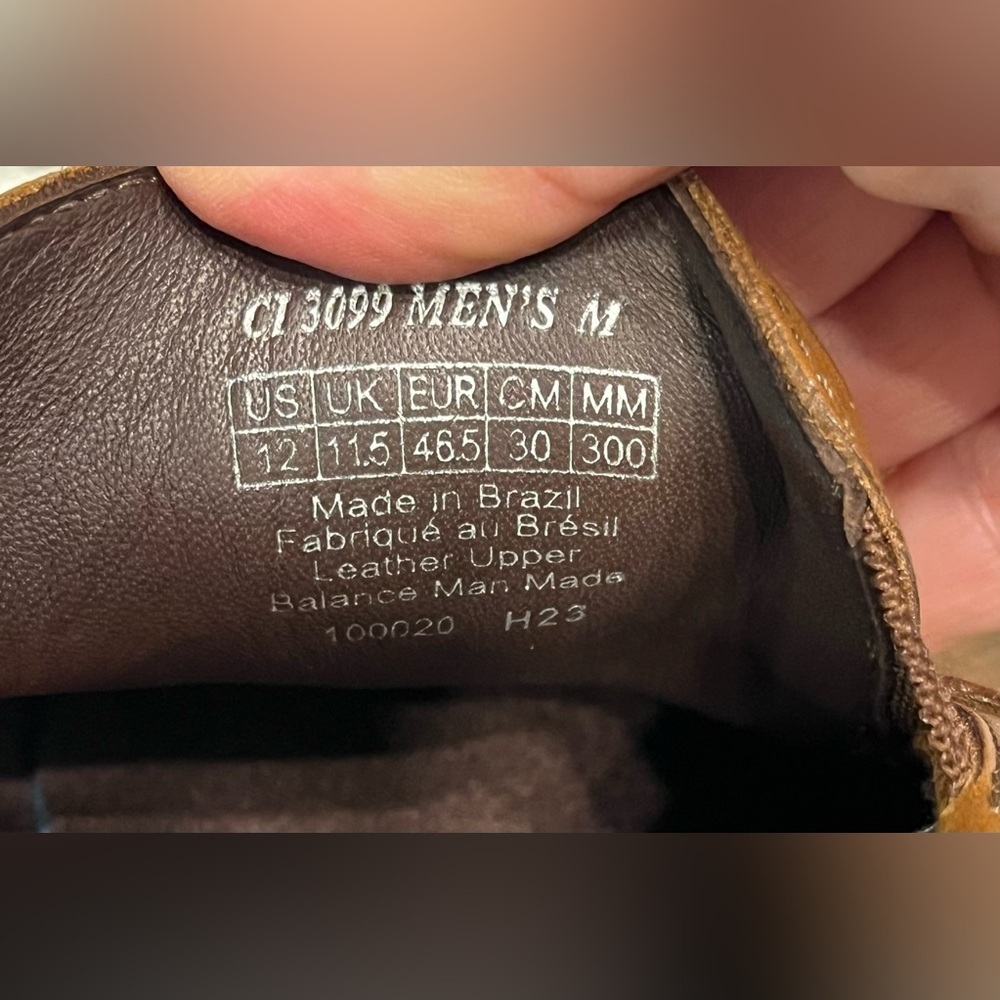 CI 3099 MEN'S M
US UK EUR CM MM
12 11.5 46.5 30 300
Made in Brazil
Fabriqué au Brésil
Leather Upper
Balance Man Made
100020 H23